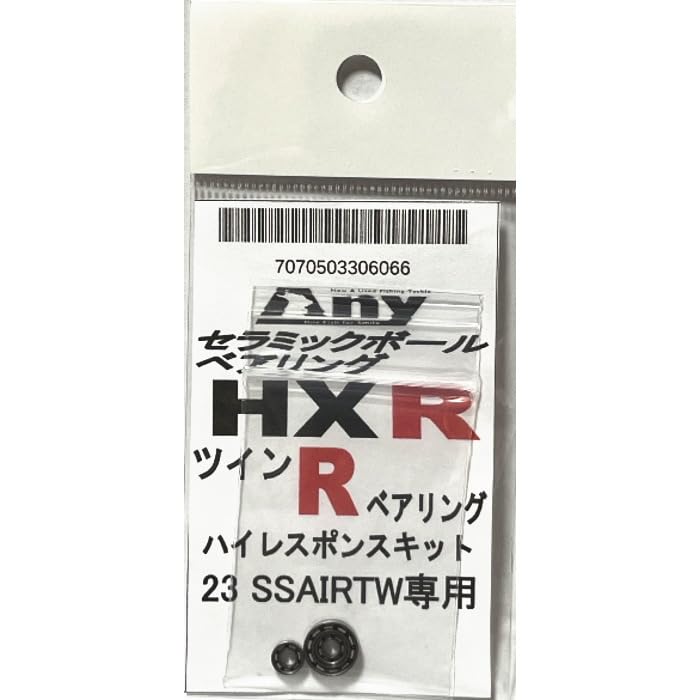 7070503306066
New & Used Fishing Tackle
Any
セラミックボール
ベアリング
HXR
ツイン R ベアリング
ハイレスポンスキット
23 SSAIRTW専用